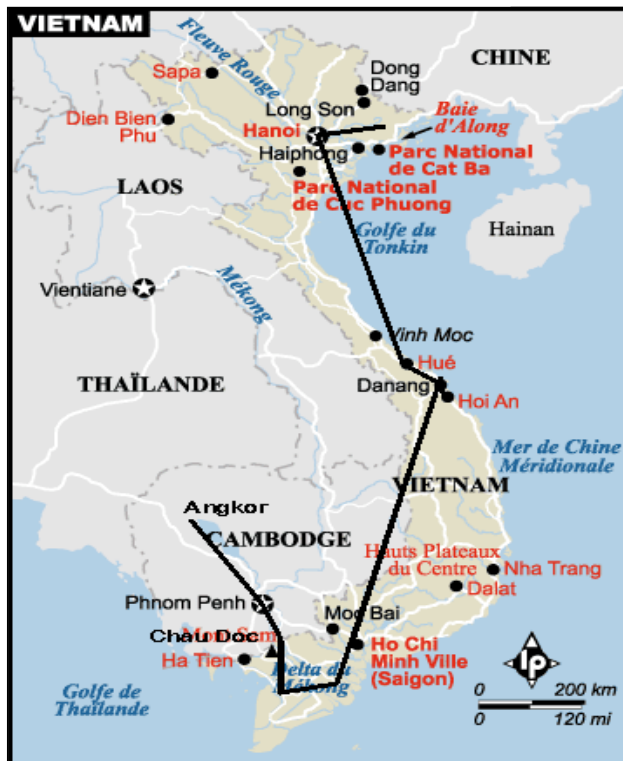 VIETNAM
CHINE
Fleuve Rouge
Sapa
Dong
Dang
Long Son
Dien Bien
Phu
Hanoi
Baie
d'Along
Haiphong
Parc National
de Cat Ba
LAOS
Parc National
de Cuc Phuong
Golfe du
Tonkin
Hainan
Vientiane
Mékong
Vinh Moc
Hué
THAÏLANDE
Danang
Hoi An
Mer de Chine
Méridionale
VIETNAM
Angkor
CAMBODGE
Hauts Plateaux
du Centre
Nha Trang
Dalat
Phnom Penh
Moc Bai
Chau Doc
Ho Chi
Minh Ville
(Saigon)
Ha Tien
Delta du
Mékong
Golfe de
Thaïlande
lp
0 200 km
0 120 mi